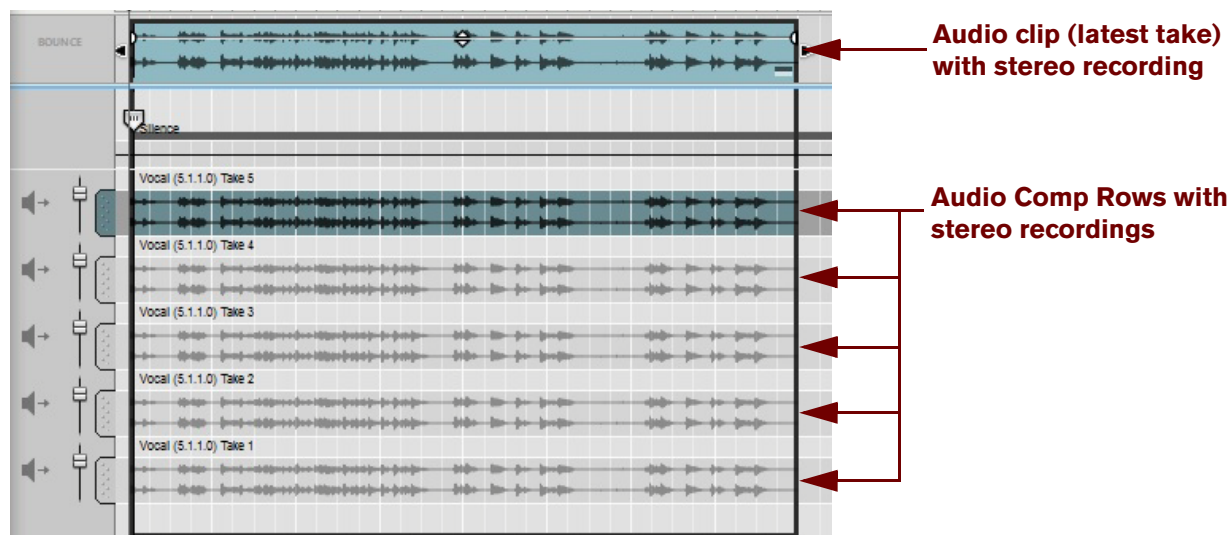 BOUNCE
Audio clip (latest take)
with stereo recording
Silence
Vocal (5.1.1.0) Take 5
Audio Comp Rows with
stereo recordings
Vocal (5.1.1.0) Take 4
Vocal (5.1.1.0) Take 3
Vocal (5.1.1.0) Take 2
Vocal (5.1.1.0) Take 1